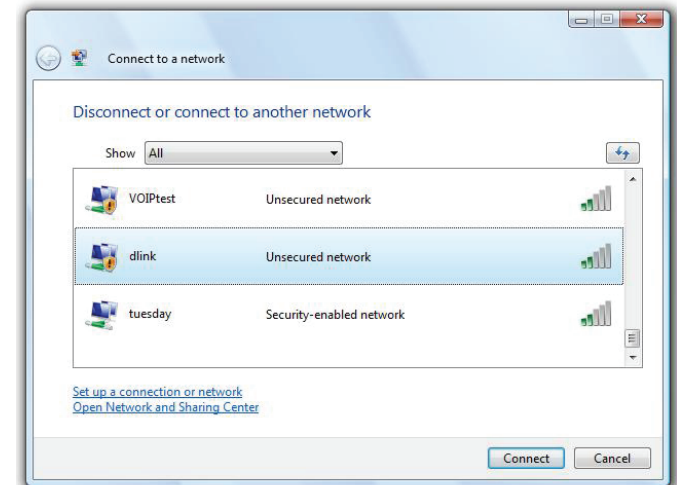 Connect to a network
Disconnect or connect to another network
Show All
VOIPtest Unsecured network
dlink Unsecured network
tuesday Security-enabled network
Set up a connection or network
Open Network and Sharing Center
Connect Cancel